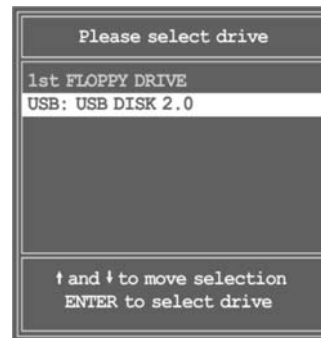 Please select drive
1st FLOPPY DRIVE
USB: USB DISK 2.0
↑ and ↓ to move selection
ENTER to select drive